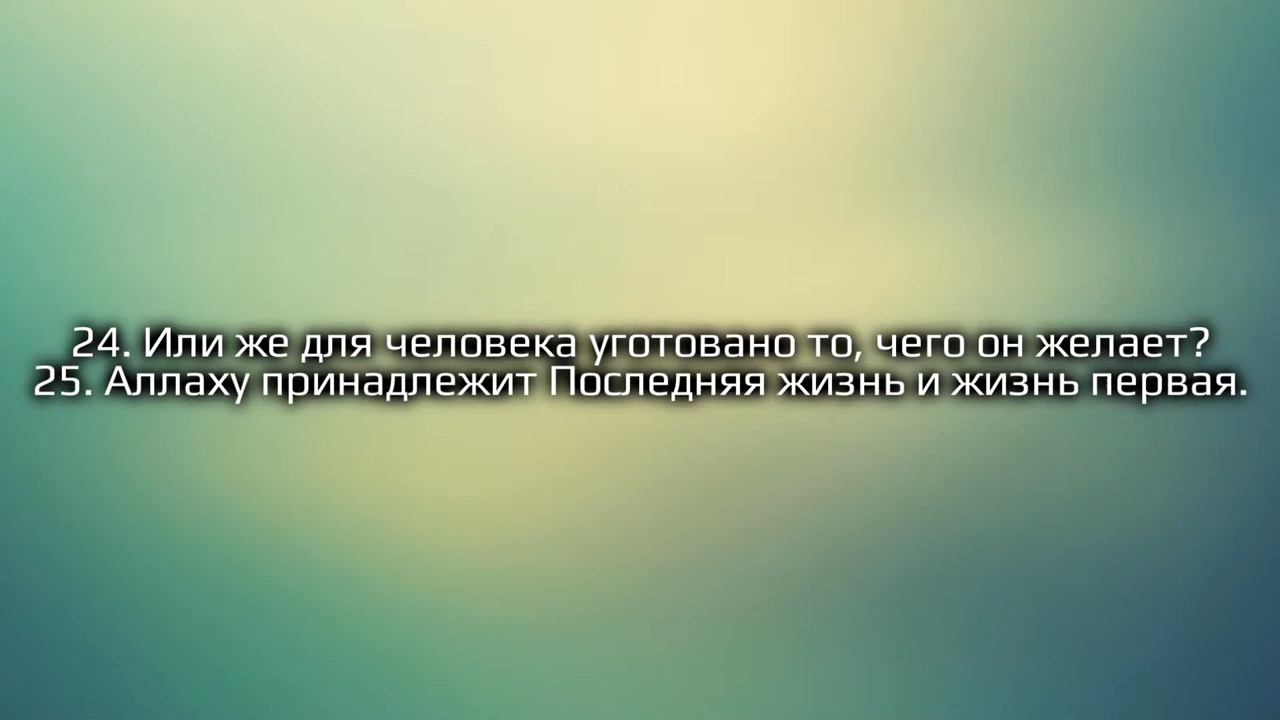 24. Или же для человека уготовано то, чего он желает?
25. Аллаху принадлежит Последняя жизнь и жизнь первая.